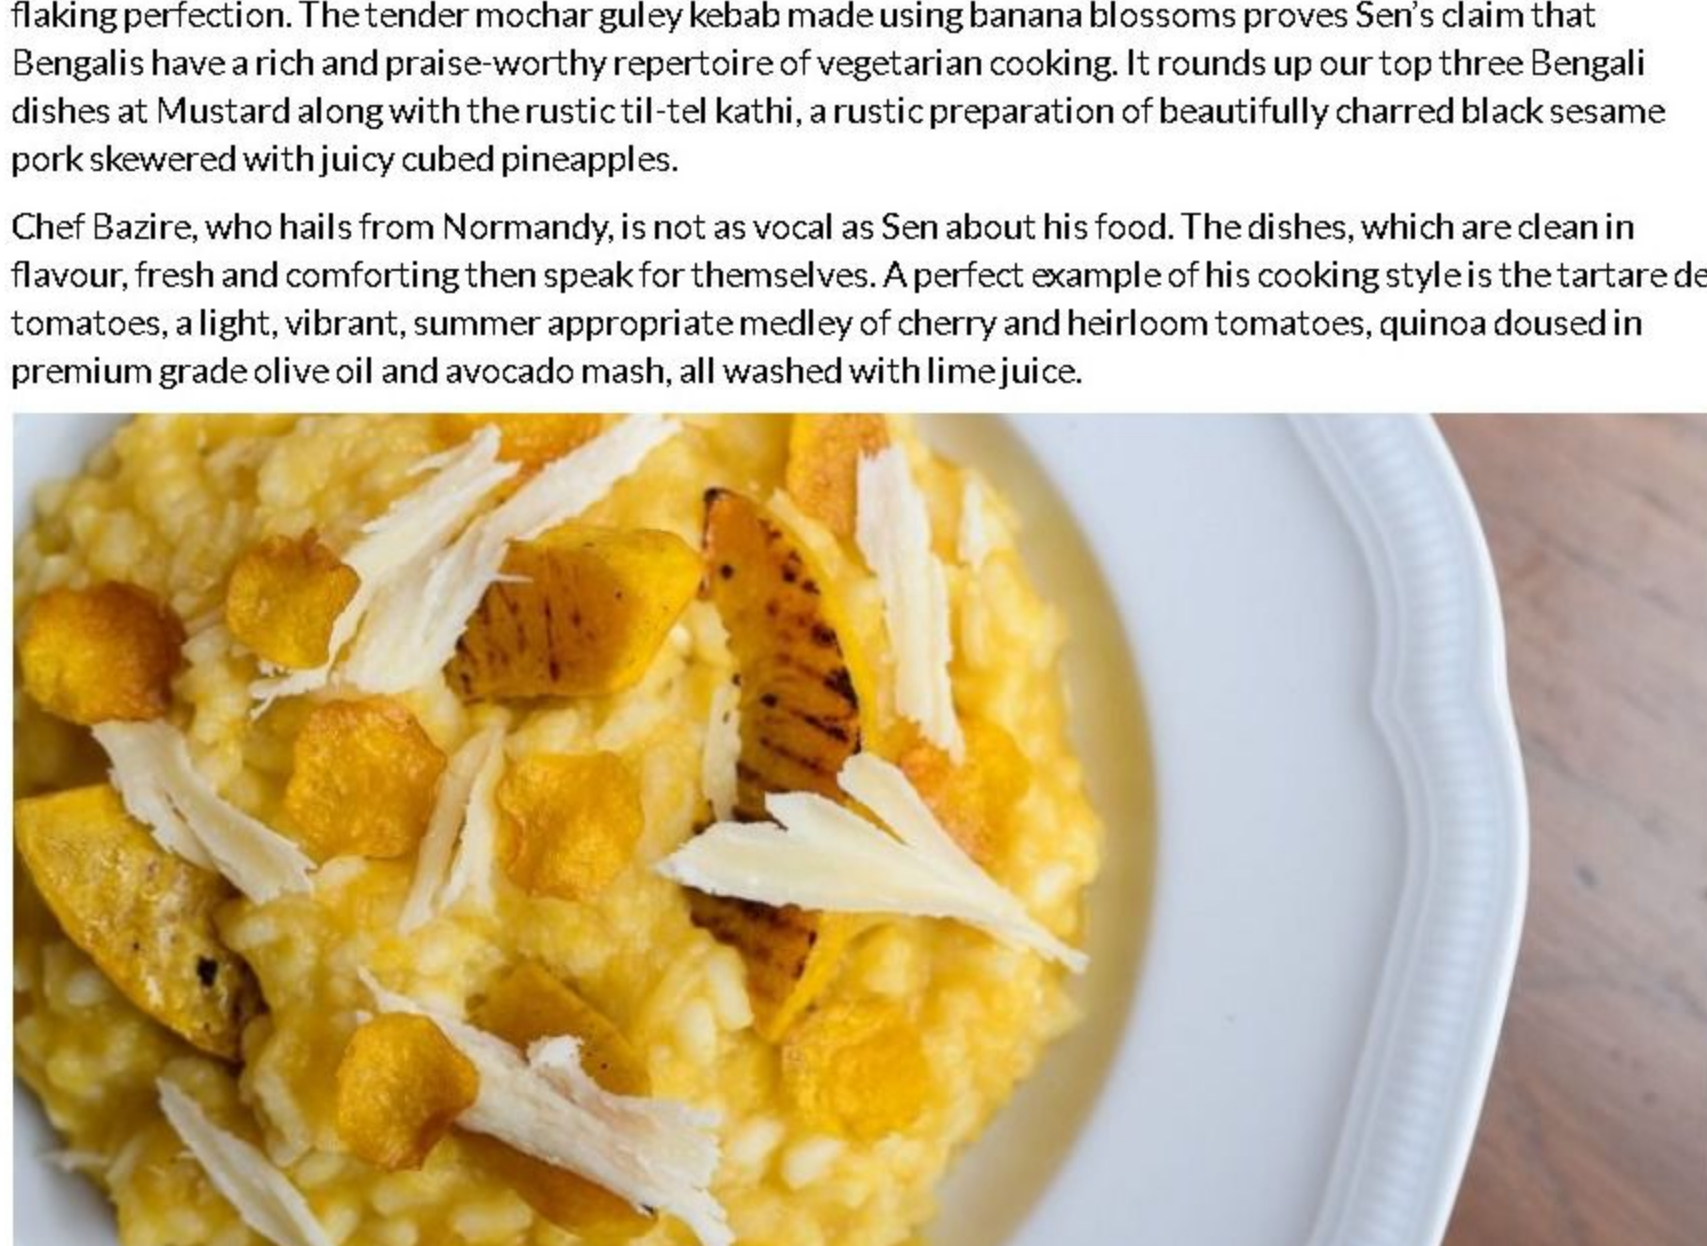 flaking perfection. The tender mochar guley kebab made using banana blossoms proves Sen’s claim that
Bengalis have a rich and praise-worthy repertoire of vegetarian cooking. It rounds up our top three Bengali
dishes at Mustard along with the rustic til-tel kathi, a rustic preparation of beautifully charred black sesame
pork skewered with juicy cubed pineapples.
Chef Bazire, who hails from Normandy, is not as vocal as Sen about his food. The dishes, which are clean in
flavour, fresh and comforting then speak for themselves. A perfect example of his cooking style is the tartare de
tomatoes, a light, vibrant, summer appropriate medley of cherry and heirloom tomatoes, quinoa doused in
premium grade olive oil and avocado mash, all washed with lime juice.